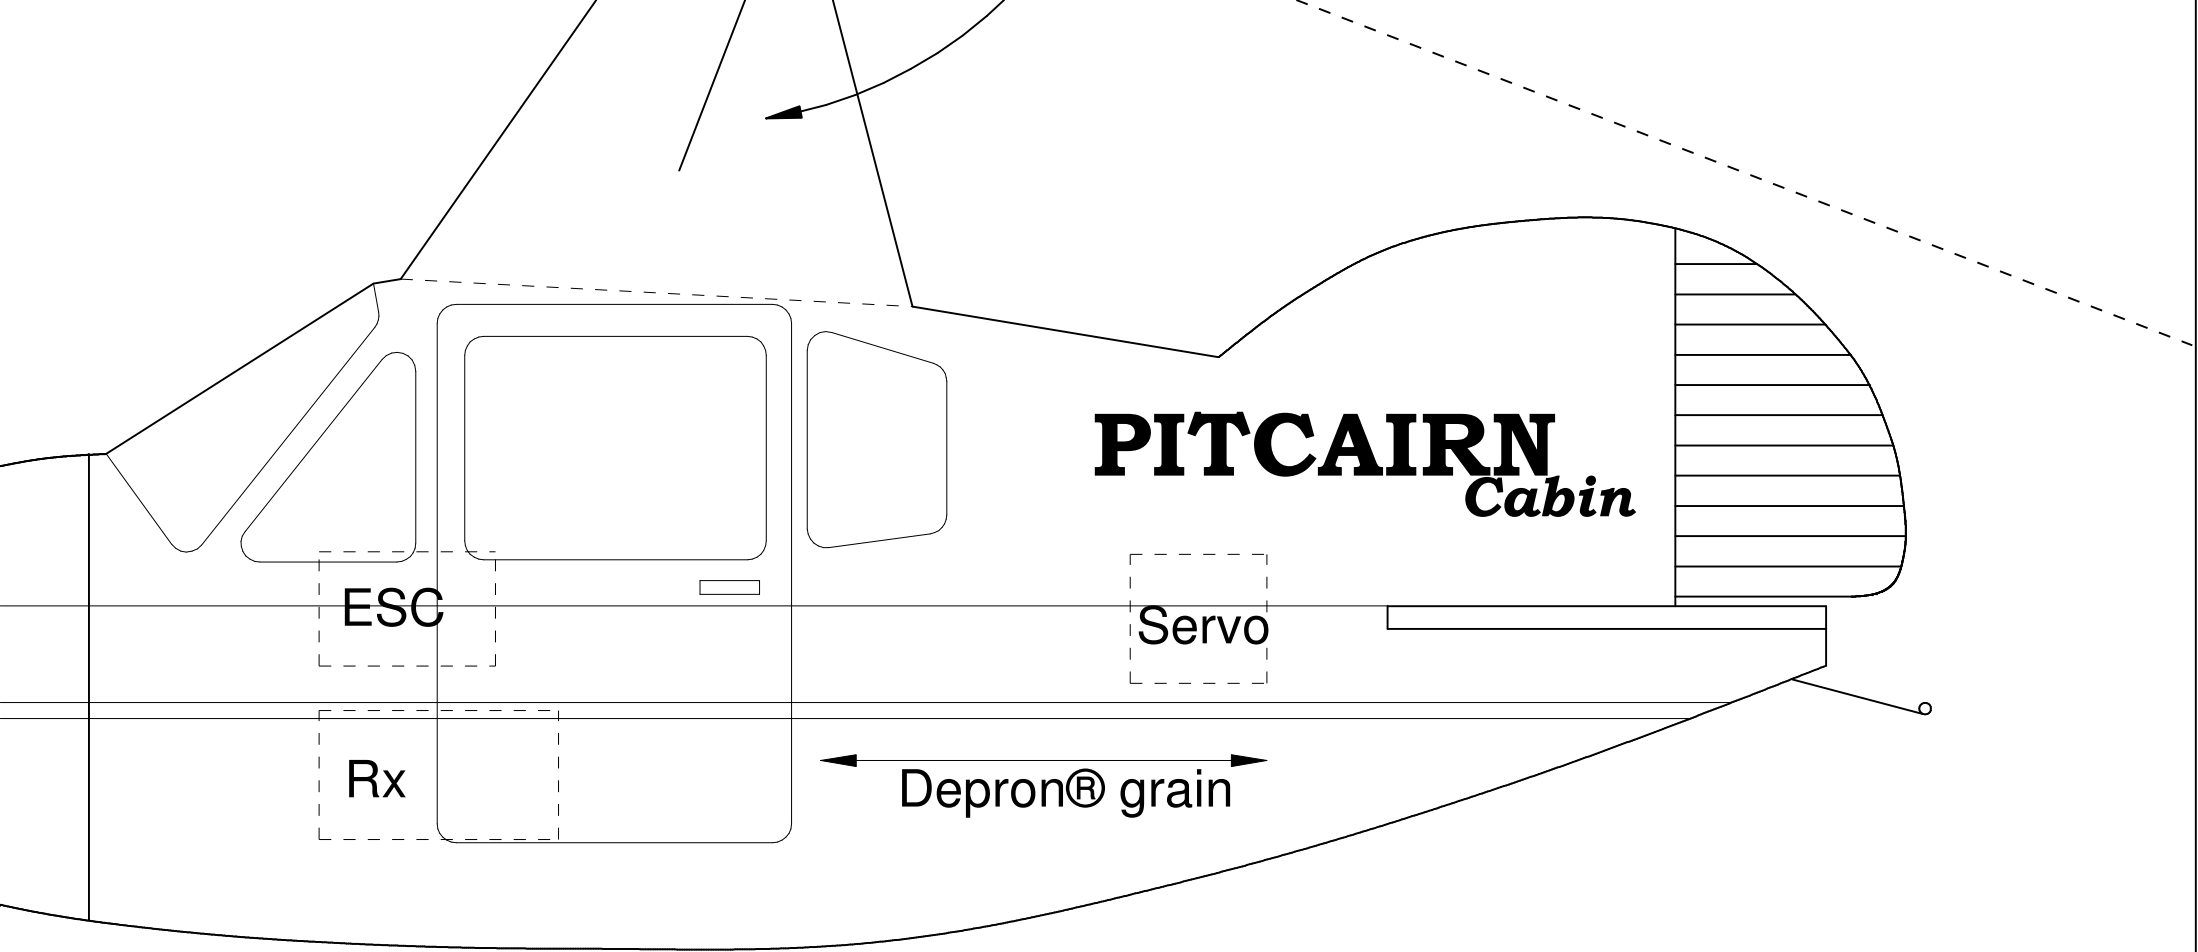 PITCAIRN
Cabin
ESC
Servo
Rx
Depron® grain